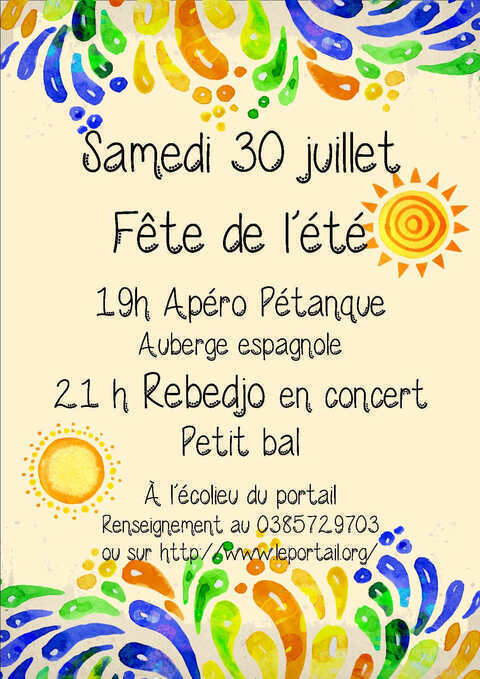 Samedi 30 juillet
Fête de l'été
19h Apéro Pétanque
Auberge espagnole
21 h Rebedjo en concert
Petit bal
À l'écolieu du portail
Renseignement au 0385729703
ou sur http://www.leportail.org/